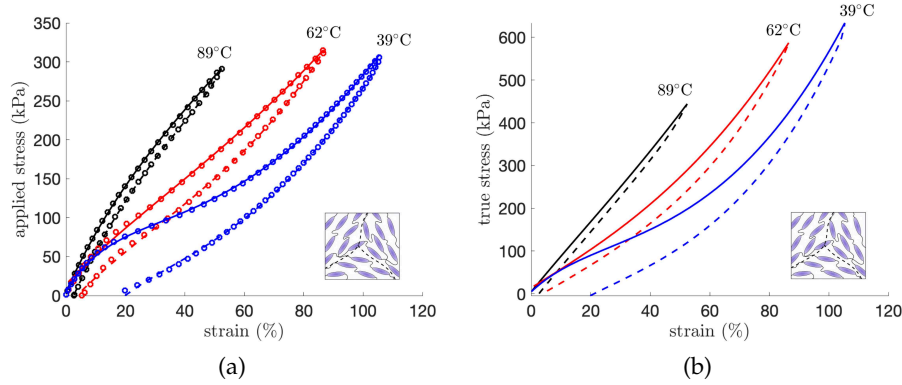 350
300
250
200
150
100
50
0
applied stress (kPa)
0 20 40 60 80 100 120
strain (%)
89°C
62°C
39°C
(a)
600
500
400
300
200
100
0
true stress (kPa)
0 20 40 60 80 100 120
strain (%)
89°C
62°C
39°C
(b)